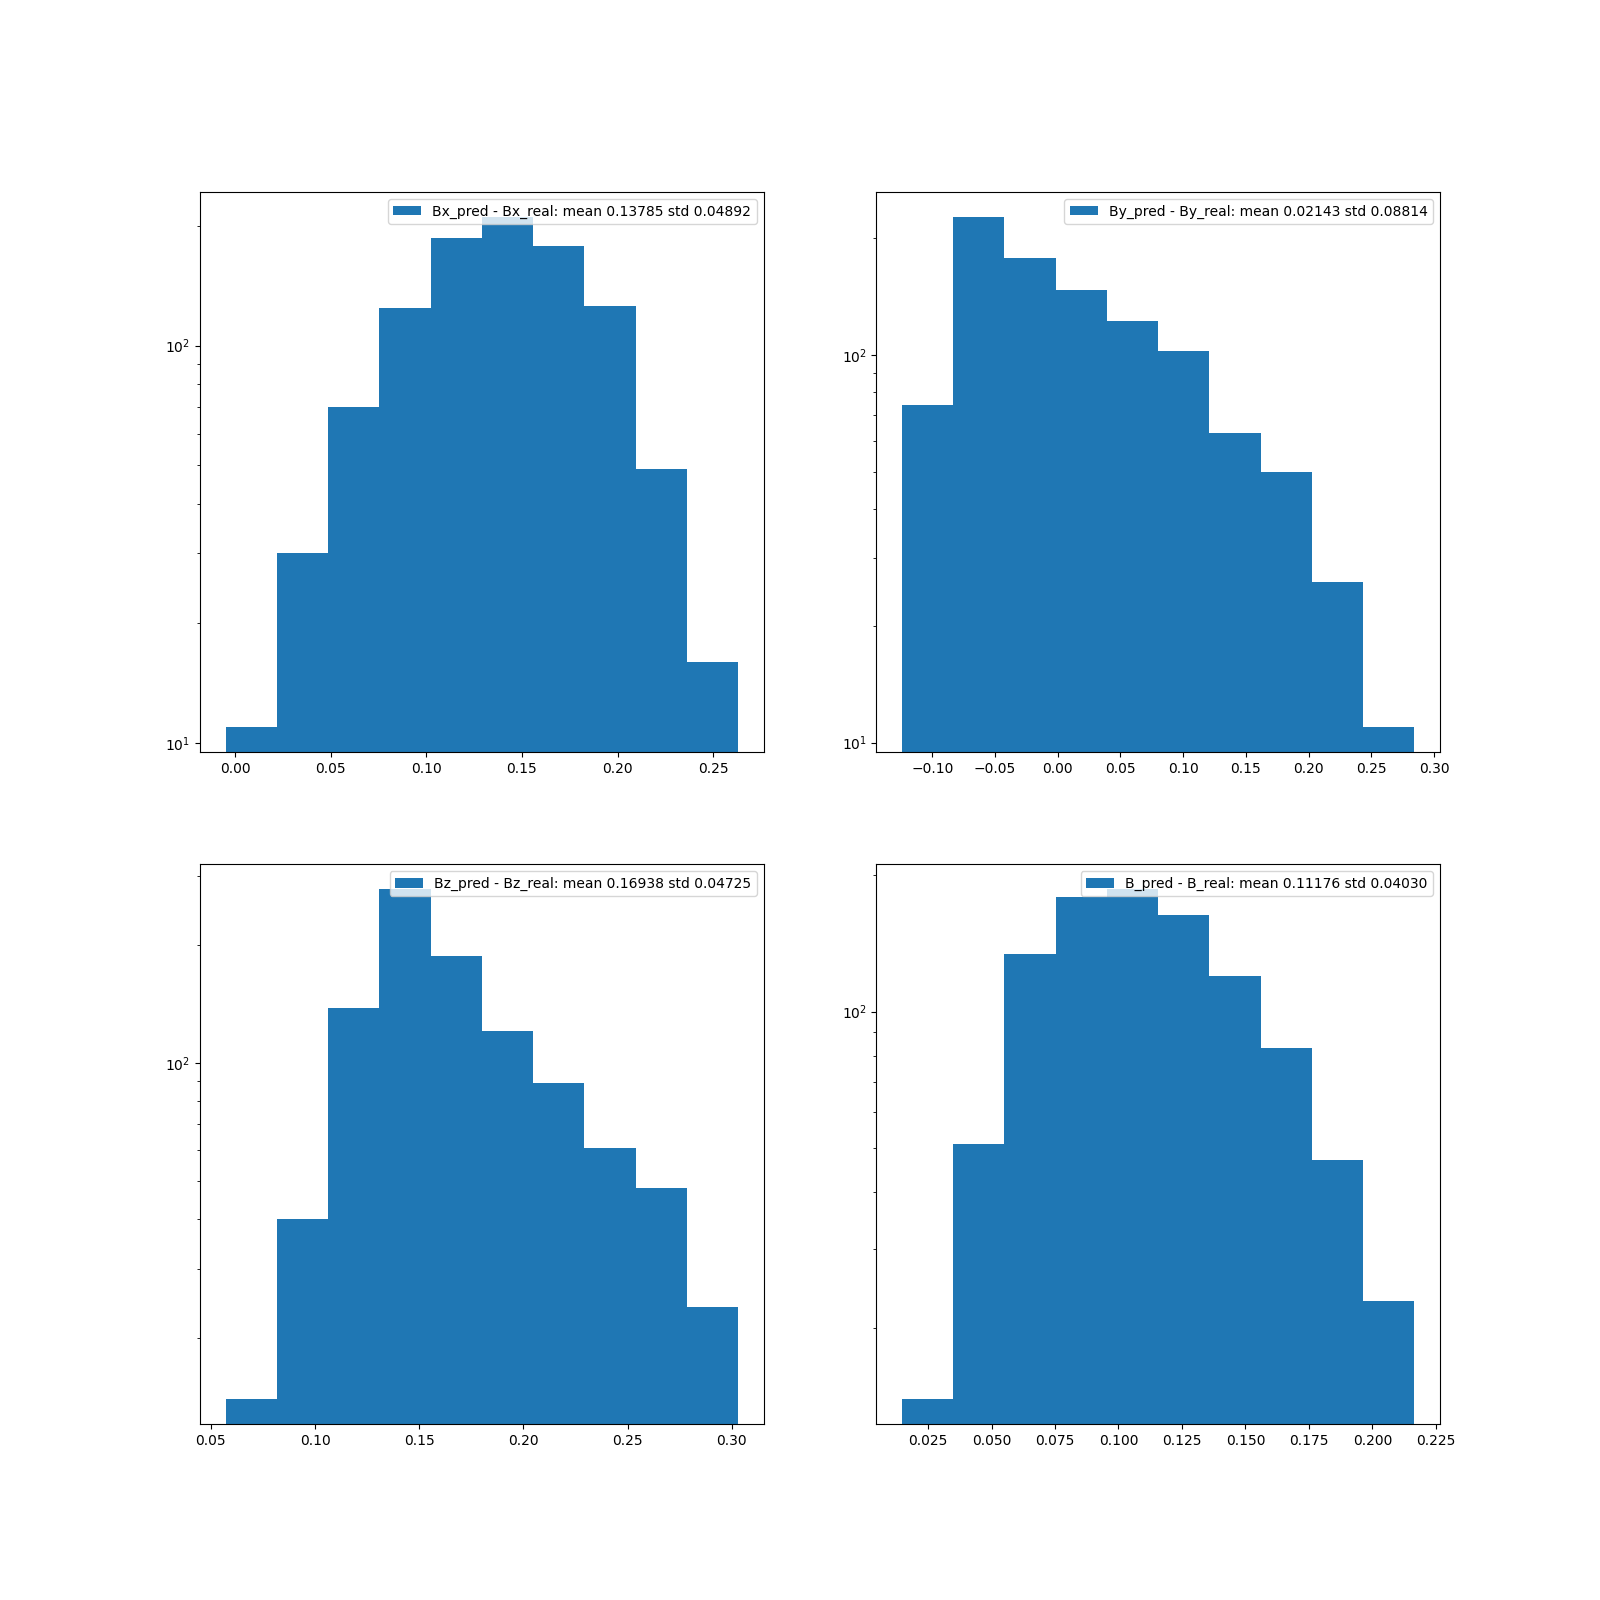 Bx_pred - Bx_real: mean 0.13785 std 0.04892
10²
10¹
0.00 0.05 0.10 0.15 0.20 0.25
By_pred - By_real: mean 0.02143 std 0.08814
10²
10¹
−0.10 −0.05 0.00 0.05 0.10 0.15 0.20 0.25 0.30
Bz_pred - Bz_real: mean 0.16938 std 0.04725
10²
0.05 0.10 0.15 0.20 0.25 0.30
B_pred - B_real: mean 0.11176 std 0.04030
10²
0.025 0.050 0.075 0.100 0.125 0.150 0.175 0.200 0.225